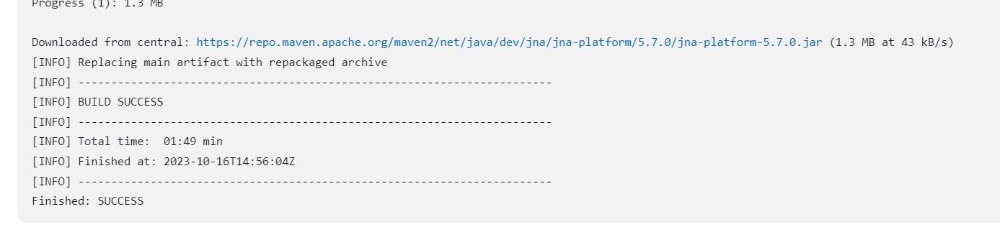 Progress (1): 1.3 MB
Downloaded from central: https://repo.maven.apache.org/maven2/net/java/dev/jna/jna-platform/5.7.0/jna-platform-5.7.0.jar (1.3 MB at 43 kB/s)
[INFO] Replacing main artifact with repackaged archive
[INFO] ------------------------------------------------------------------------
[INFO] BUILD SUCCESS
[INFO] ------------------------------------------------------------------------
[INFO] Total time:  01:49 min
[INFO] Finished at: 2023-10-16T14:56:04Z
[INFO] ------------------------------------------------------------------------
Finished: SUCCESS